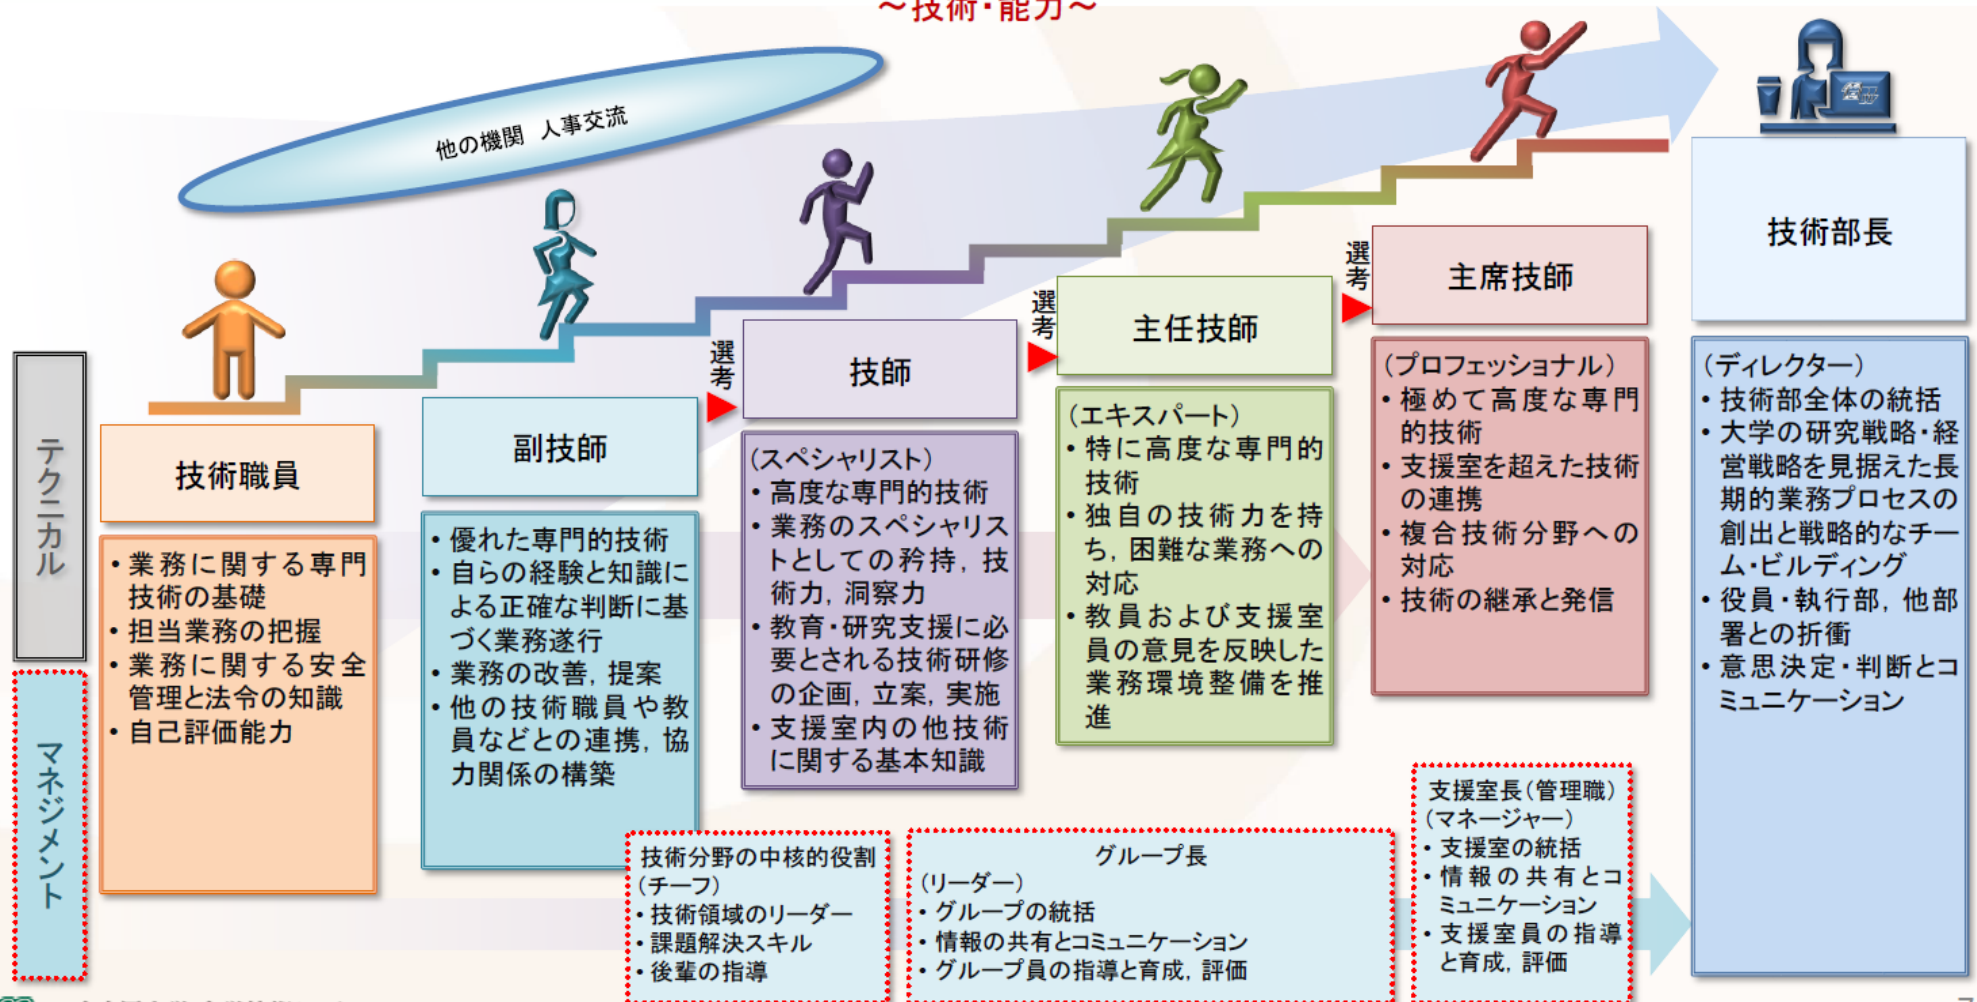 ～技術・能力～
他の機関　人事交流
テクニカル
マネジメント
技術職員
・業務に関する専門
技術の基礎
・担当業務の把握
・業務に関する安全
管理と法令の知識
・自己評価能力
副技師
・優れた専門的技術
・自らの経験と知識に
よる正確な判断に基
づく業務遂行
・業務の改善，提案
・他の技術職員や教
員などとの連携，協
力関係の構築
選考
技師
（スペシャリスト）
・高度な専門的技術
・業務のスペシャリス
トとしての矜持，技
術力，洞察力
・教育・研究支援に必
要とされる技術研修
の企画，立案，実施
・支援室内の他技術
に関する基本知識
選考
主任技師
（エキスパート）
・特に高度な専門的
技術
・独自の技術力を持
ち，困難な業務への
対応
・教員および支援室
員の意見を反映した
業務環境整備を推
進
選考
主席技師
（プロフェッショナル）
・極めて高度な専門
的技術
・支援室を超えた技術
の連携
・複合技術分野への
対応
・技術の継承と発信
技術部長
（ディレクター）
・技術部全体の統括
・大学の研究戦略・経
営戦略を見据えた長
期的業務プロセスの
創出と戦略的なチー
ム・ビルディング
・役員・執行部，他部
署との折衝
・意思決定・判断とコ
ミュニケーション
技術分野の中核的役割
（チーフ）
・技術領域のリーダー
・課題解決スキル
・後輩の指導
グループ長
（リーダー）
・グループの統括
・情報の共有とコミュニケーション
・グループ員の指導と育成，評価
支援室長（管理職）
（マネージャー）
・支援室の統括
・情報の共有とコ
ミュニケーション
・支援室員の指導
と育成，評価